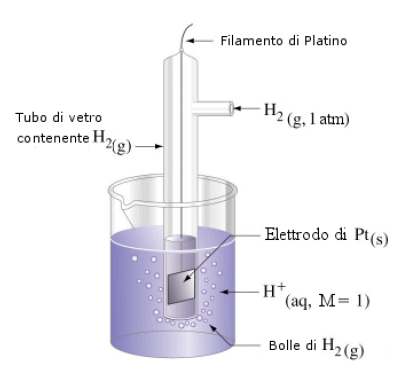 Filamento di Platino
H2 (g, 1 atm)
Tubo di vetro
contenente H2(g)
Elettrodo di Pt(s)
H+ (aq, M = 1)
Bolle di H2(g)